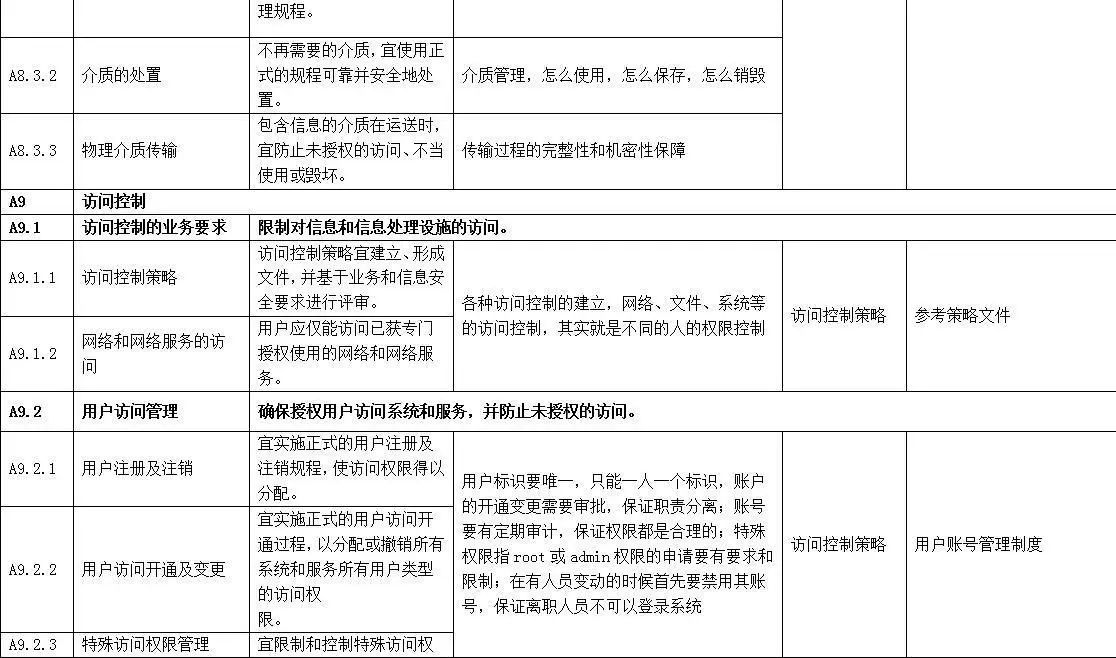 理规程。
A8.3.2
介质的处置
不再需要的介质，宜使用正
式的规程可靠并安全地处
置。
介质管理，怎么使用，怎么保存，怎么销毁
A8.3.3
物理介质传输
包含信息的介质在运送时，
宜防止未授权的访问、不当
使用或毁坏。
传输过程的完整性和机密性保障
A9
访问控制
A9.1
访问控制的业务要求
限制对信息和信息处理设施的访问。
A9.1.1
访问控制策略
访问控制策略宜建立、形成
文件，并基于业务和信息安
全要求进行评审。
各种访问控制的建立，网络、文件、系统等
的访问控制，其实就是不同的人的权限控制
访问控制策略
参考策略文件
A9.1.2
网络和网络服务的访
问
用户应仅能访问已获专门
授权使用的网络和网络服
务。
A9.2
用户访问管理
确保授权用户访问系统和服务，并防止未授权的访问。
A9.2.1
用户注册及注销
宜实施正式的用户注册及
注销规程，使访问权限得以
分配。
用户标识要唯一，只能一人一个标识，账户
的开通变更需要审批，保证职责分离；账号
要有定期审计，保证权限都是合理的；特殊
权限指 root 或 admin 权限的申请要有要求和
限制；在有人员变动的时候首先要禁用其账
号，保证离职人员不可以登录系统
访问控制策略
用户账号管理制度
A9.2.2
用户访问开通及变更
宜实施正式的用户访问开
通过程，以分配或撤销所有
系统和服务所有用户类型
的访问权
限。
A9.2.3
特殊访问权限管理
宜限制和控制特殊访问权